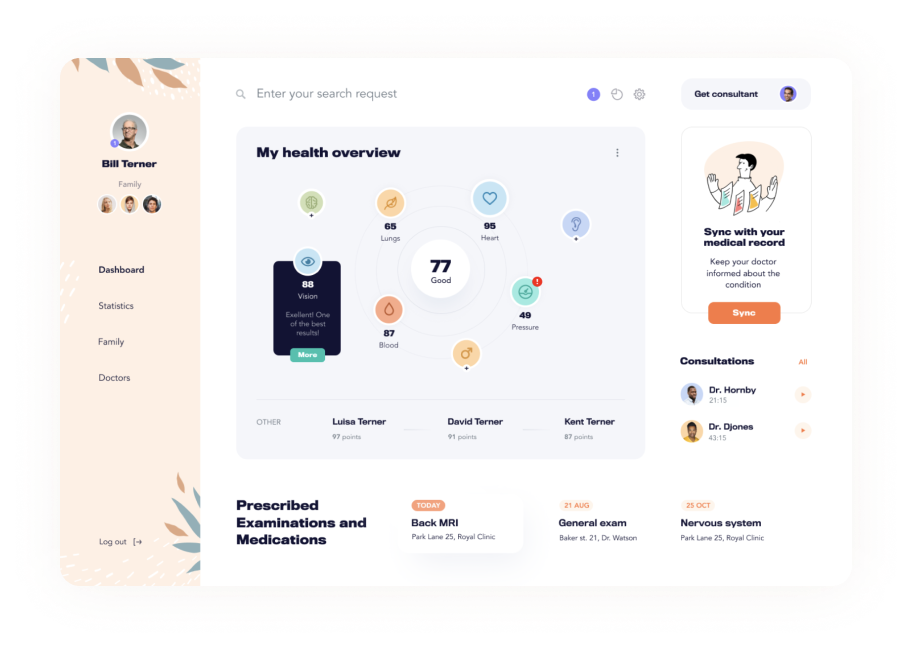 Enter your search request
1
Get consultant
1
Bill Terner
Family
Dashboard
Statistics
Family
Doctors
Log out
My health overview
65
Lungs
95
Heart
77
Good
88
Vision
Exellent! One
of the best
results!
More
87
Blood
!
49
Pressure
+
+
+
OTHER
Luisa Terner
97 points
David Terner
91 points
Kent Terner
87 points
Sync with your
medical record
Keep your doctor
informed about the
condition
Sync
Consultations
All
Dr. Hornby
21:15
Dr. Djones
43:15
Prescribed
Examinations and
Medications
TODAY
Back MRI
Park Lane 25, Royal Clinic
21 AUG
General exam
Baker st. 21, Dr. Watson
25 OCT
Nervous system
Park Lane 25, Royal Clinic